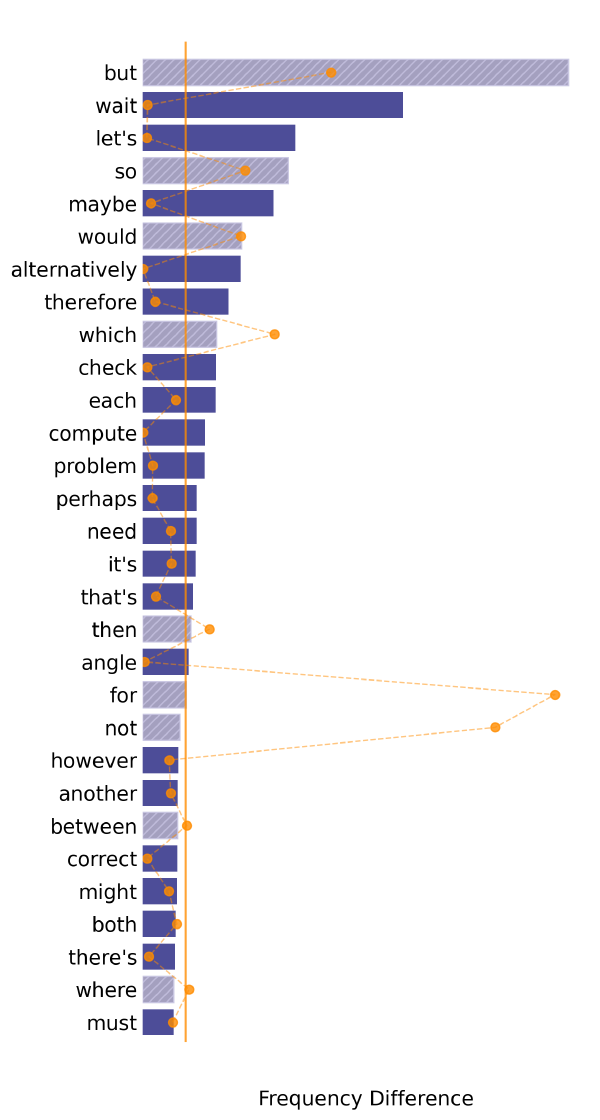 but
wait
let's
so
maybe
would
alternatively
therefore
which
check
each
compute
problem
perhaps
need
it's
that's
then
angle
for
not
however
another
between
correct
might
both
there's
where
must
Frequency Difference